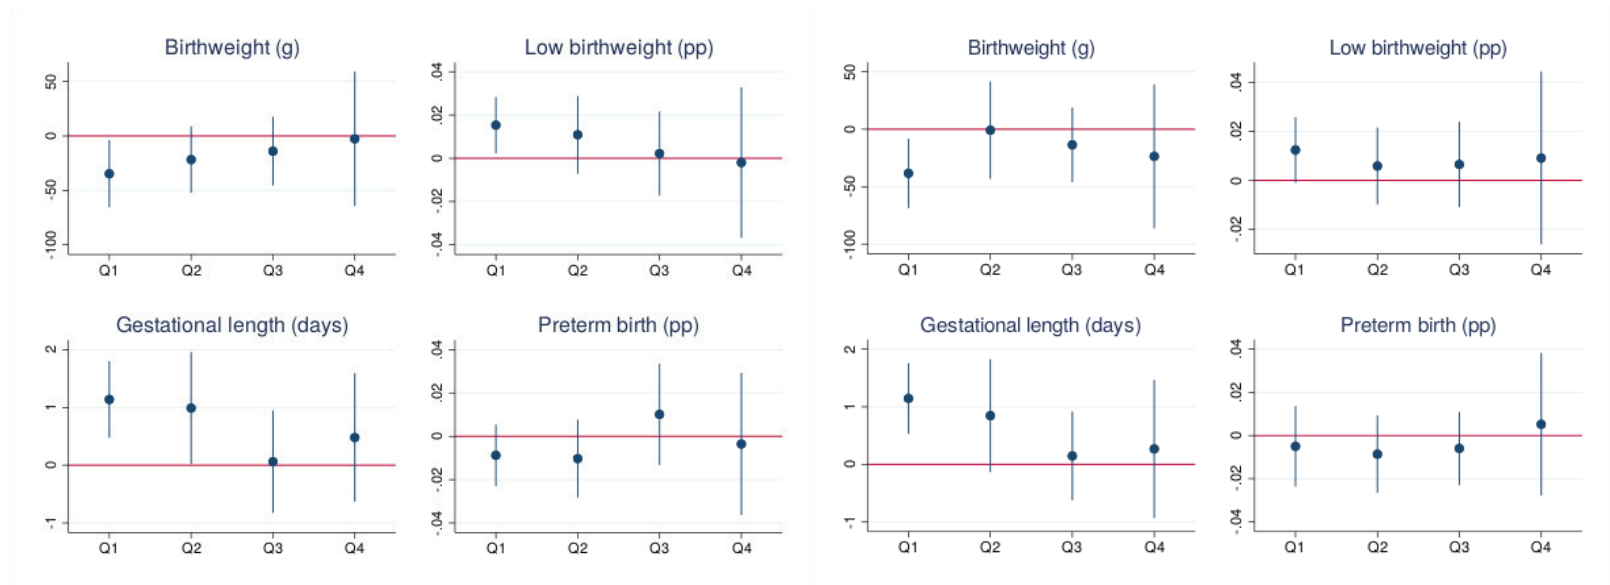 Birthweight (g)
50
0
-50
-100
Q1 Q2 Q3 Q4
Low birthweight (pp)
.04
.02
0
-.02
-.04
Q1 Q2 Q3 Q4
Birthweight (g)
50
0
-50
-100
Q1 Q2 Q3 Q4
Low birthweight (pp)
.04
.02
0
-.02
Q1 Q2 Q3 Q4
Gestational length (days)
2
1
0
-1
Q1 Q2 Q3 Q4
Preterm birth (pp)
.04
.02
0
-.02
-.04
Q1 Q2 Q3 Q4
Gestational length (days)
2
1
0
-1
Q1 Q2 Q3 Q4
Preterm birth (pp)
.04
.02
0
-.02
-.04
Q1 Q2 Q3 Q4